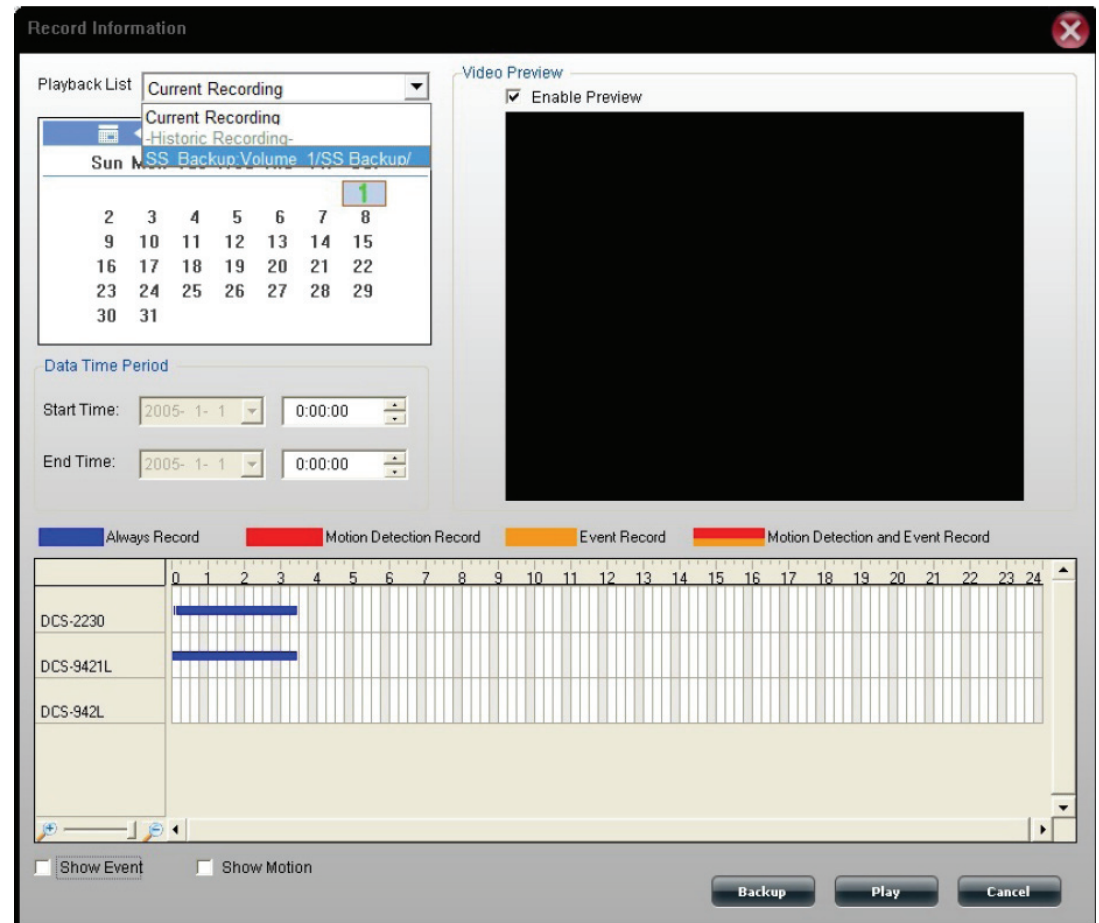 Record Information
Playback List
Current Recording
Current Recording
-Historic Recording-
SS_Backup:Volume_1/SS Backup/
Sun
1
2 3 4 5 6 7 8
9 10 11 12 13 14 15
16 17 18 19 20 21 22
23 24 25 26 27 28 29
30 31
Video Preview
Enable Preview
Data Time Period
Start Time: 2005- 1- 1 0:00:00
End Time: 2005- 1- 1 0:00:00
Always Record Motion Detection Record Event Record Motion Detection and Event Record
0 1 2 3 4 5 6 7 8 9 10 11 12 13 14 15 16 17 18 19 20 21 22 23 24
DCS-2230
DCS-9421L
DCS-942L
Show Event Show Motion
Backup Play Cancel